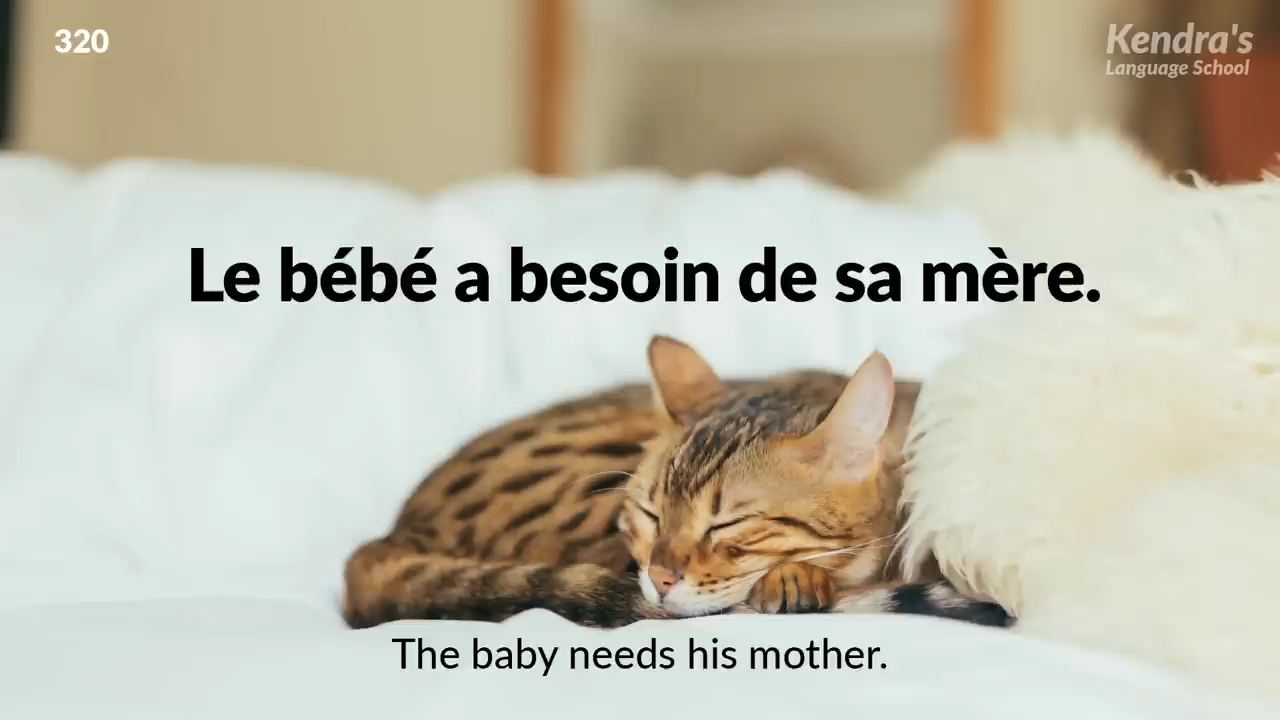 320
Kendra's
Language School
Le bébé a besoin de sa mère.
The baby needs his mother.